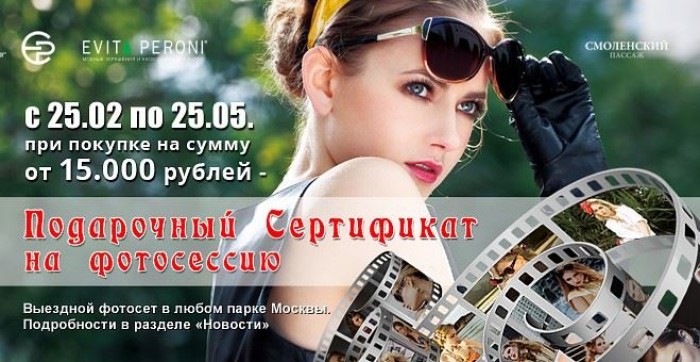 EVITA PERONI®
СМОЛЕНСКИЙ
ПАССАЖ
с 25.02 по 25.05.
при покупке на сумму
от 15.000 рублей -
Подарочный Сертификат
на фотосессию
Выездной фотосет в любом парке Москвы.
Подробности в разделе «Новости»